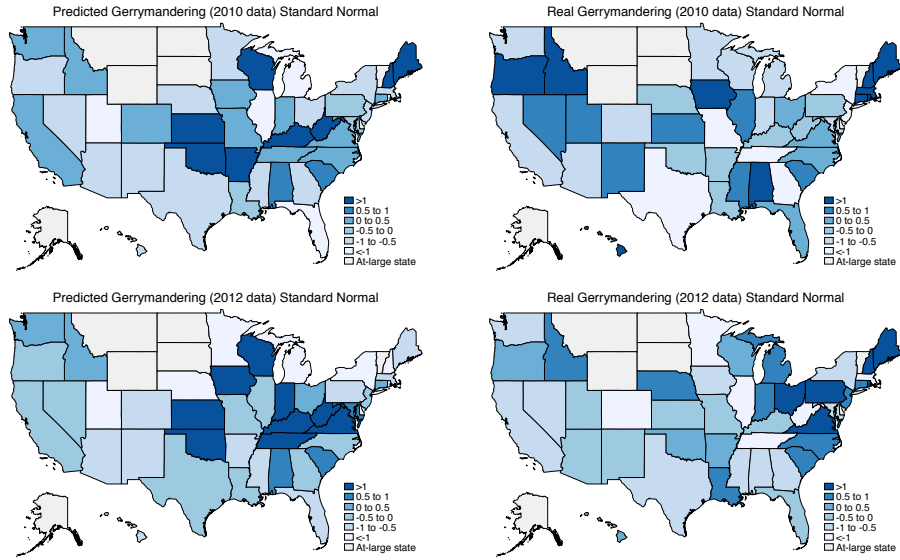 Predicted Gerrymandering (2010 data) Standard Normal
>1
0.5 to 1
0 to 0.5
-0.5 to 0
-1 to -0.5
<-1
At-large state
Real Gerrymandering (2010 data) Standard Normal
>1
0.5 to 1
0 to 0.5
-0.5 to 0
-1 to -0.5
<-1
At-large state
Predicted Gerrymandering (2012 data) Standard Normal
>1
0.5 to 1
0 to 0.5
-0.5 to 0
-1 to -0.5
<-1
At-large state
Real Gerrymandering (2012 data) Standard Normal
>1
0.5 to 1
0 to 0.5
-0.5 to 0
-1 to -0.5
<-1
At-large state